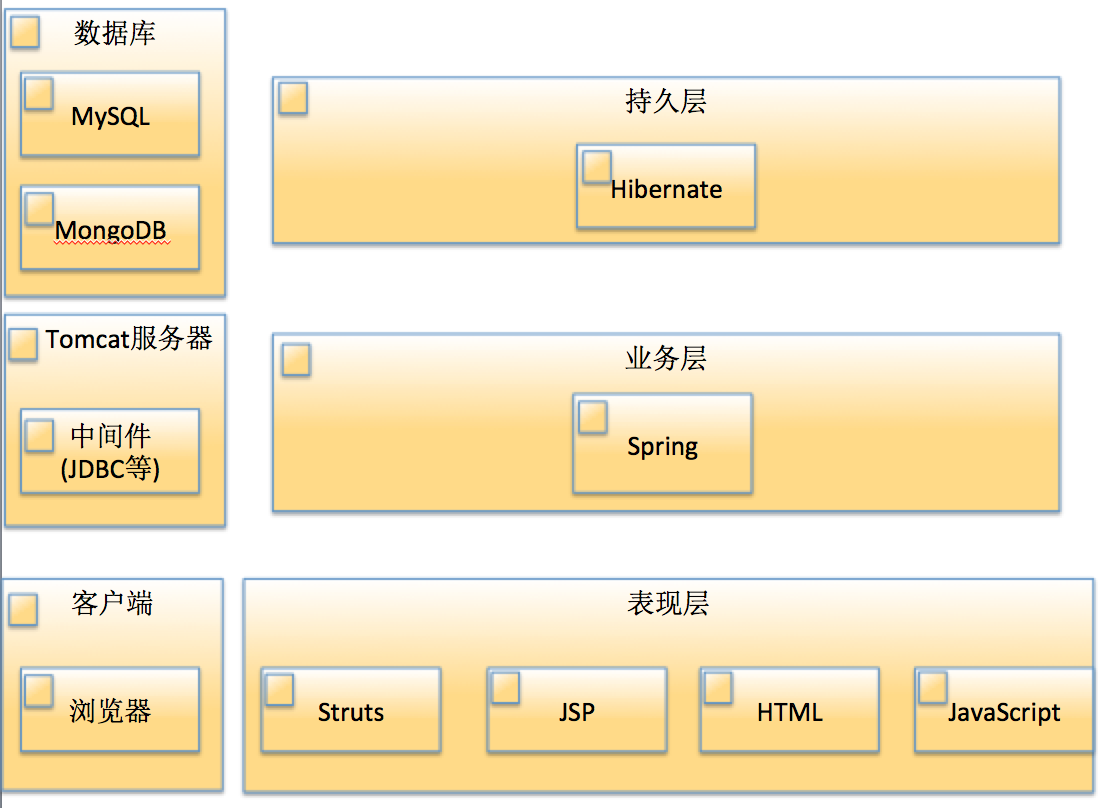 数据库
MySQL
MongoDB
持久层
Hibernate
Tomcat服务器
中间件
(JDBC等)
业务层
Spring
客户端
浏览器
表现层
Struts
JSP
HTML
JavaScript